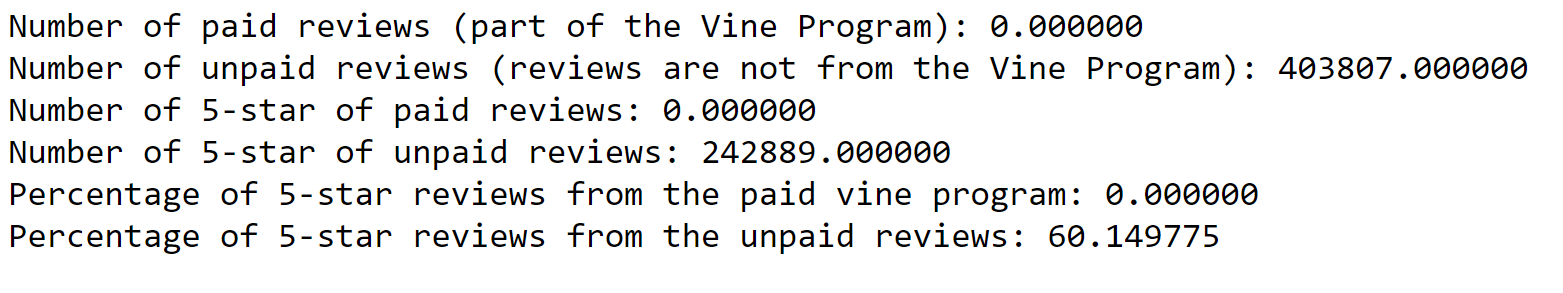 Number of paid reviews (part of the Vine Program): 0.000000
Number of unpaid reviews (reviews are not from the Vine Program): 403807.000000
Number of 5-star of paid reviews: 0.000000
Number of 5-star of unpaid reviews: 242889.000000
Percentage of 5-star reviews from the paid vine program: 0.000000
Percentage of 5-star reviews from the unpaid reviews: 60.149775